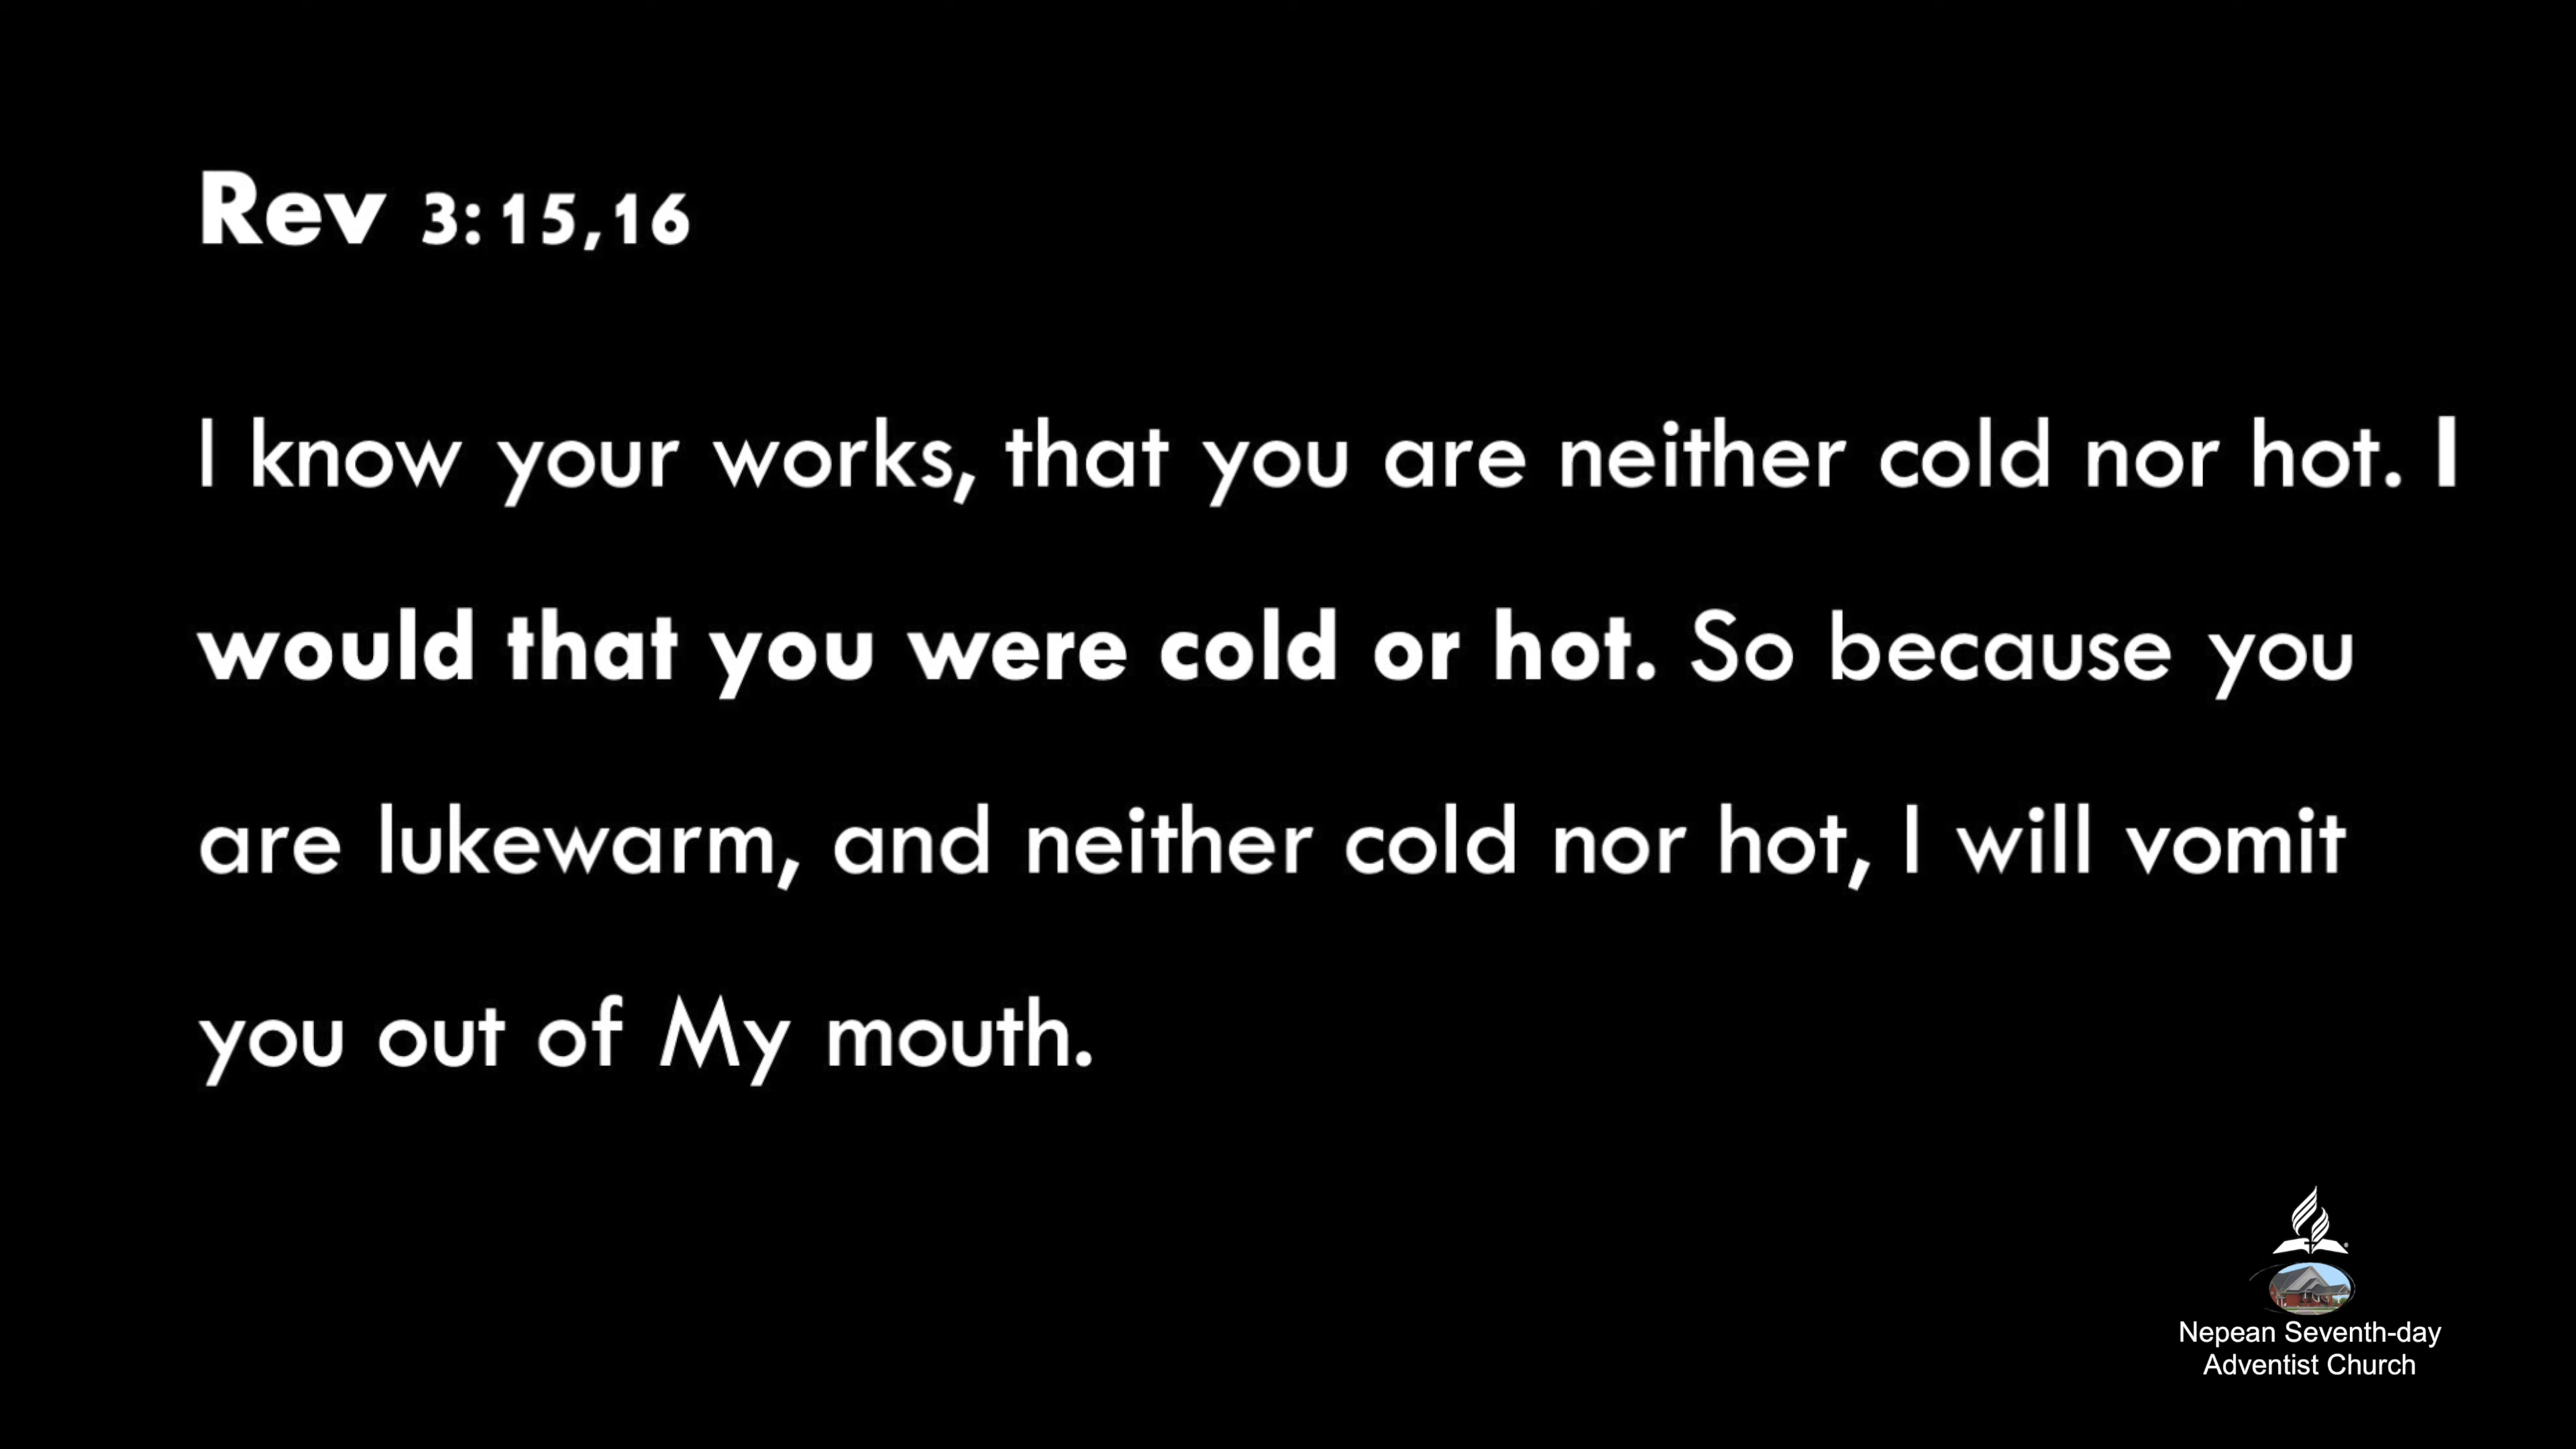 Rev 3:15,16
I know your works, that you are neither cold nor hot. I
would that you were cold or hot. So because you
are lukewarm, and neither cold nor hot, I will vomit
you out of My mouth.
Nepean Seventh-day
Adventist Church